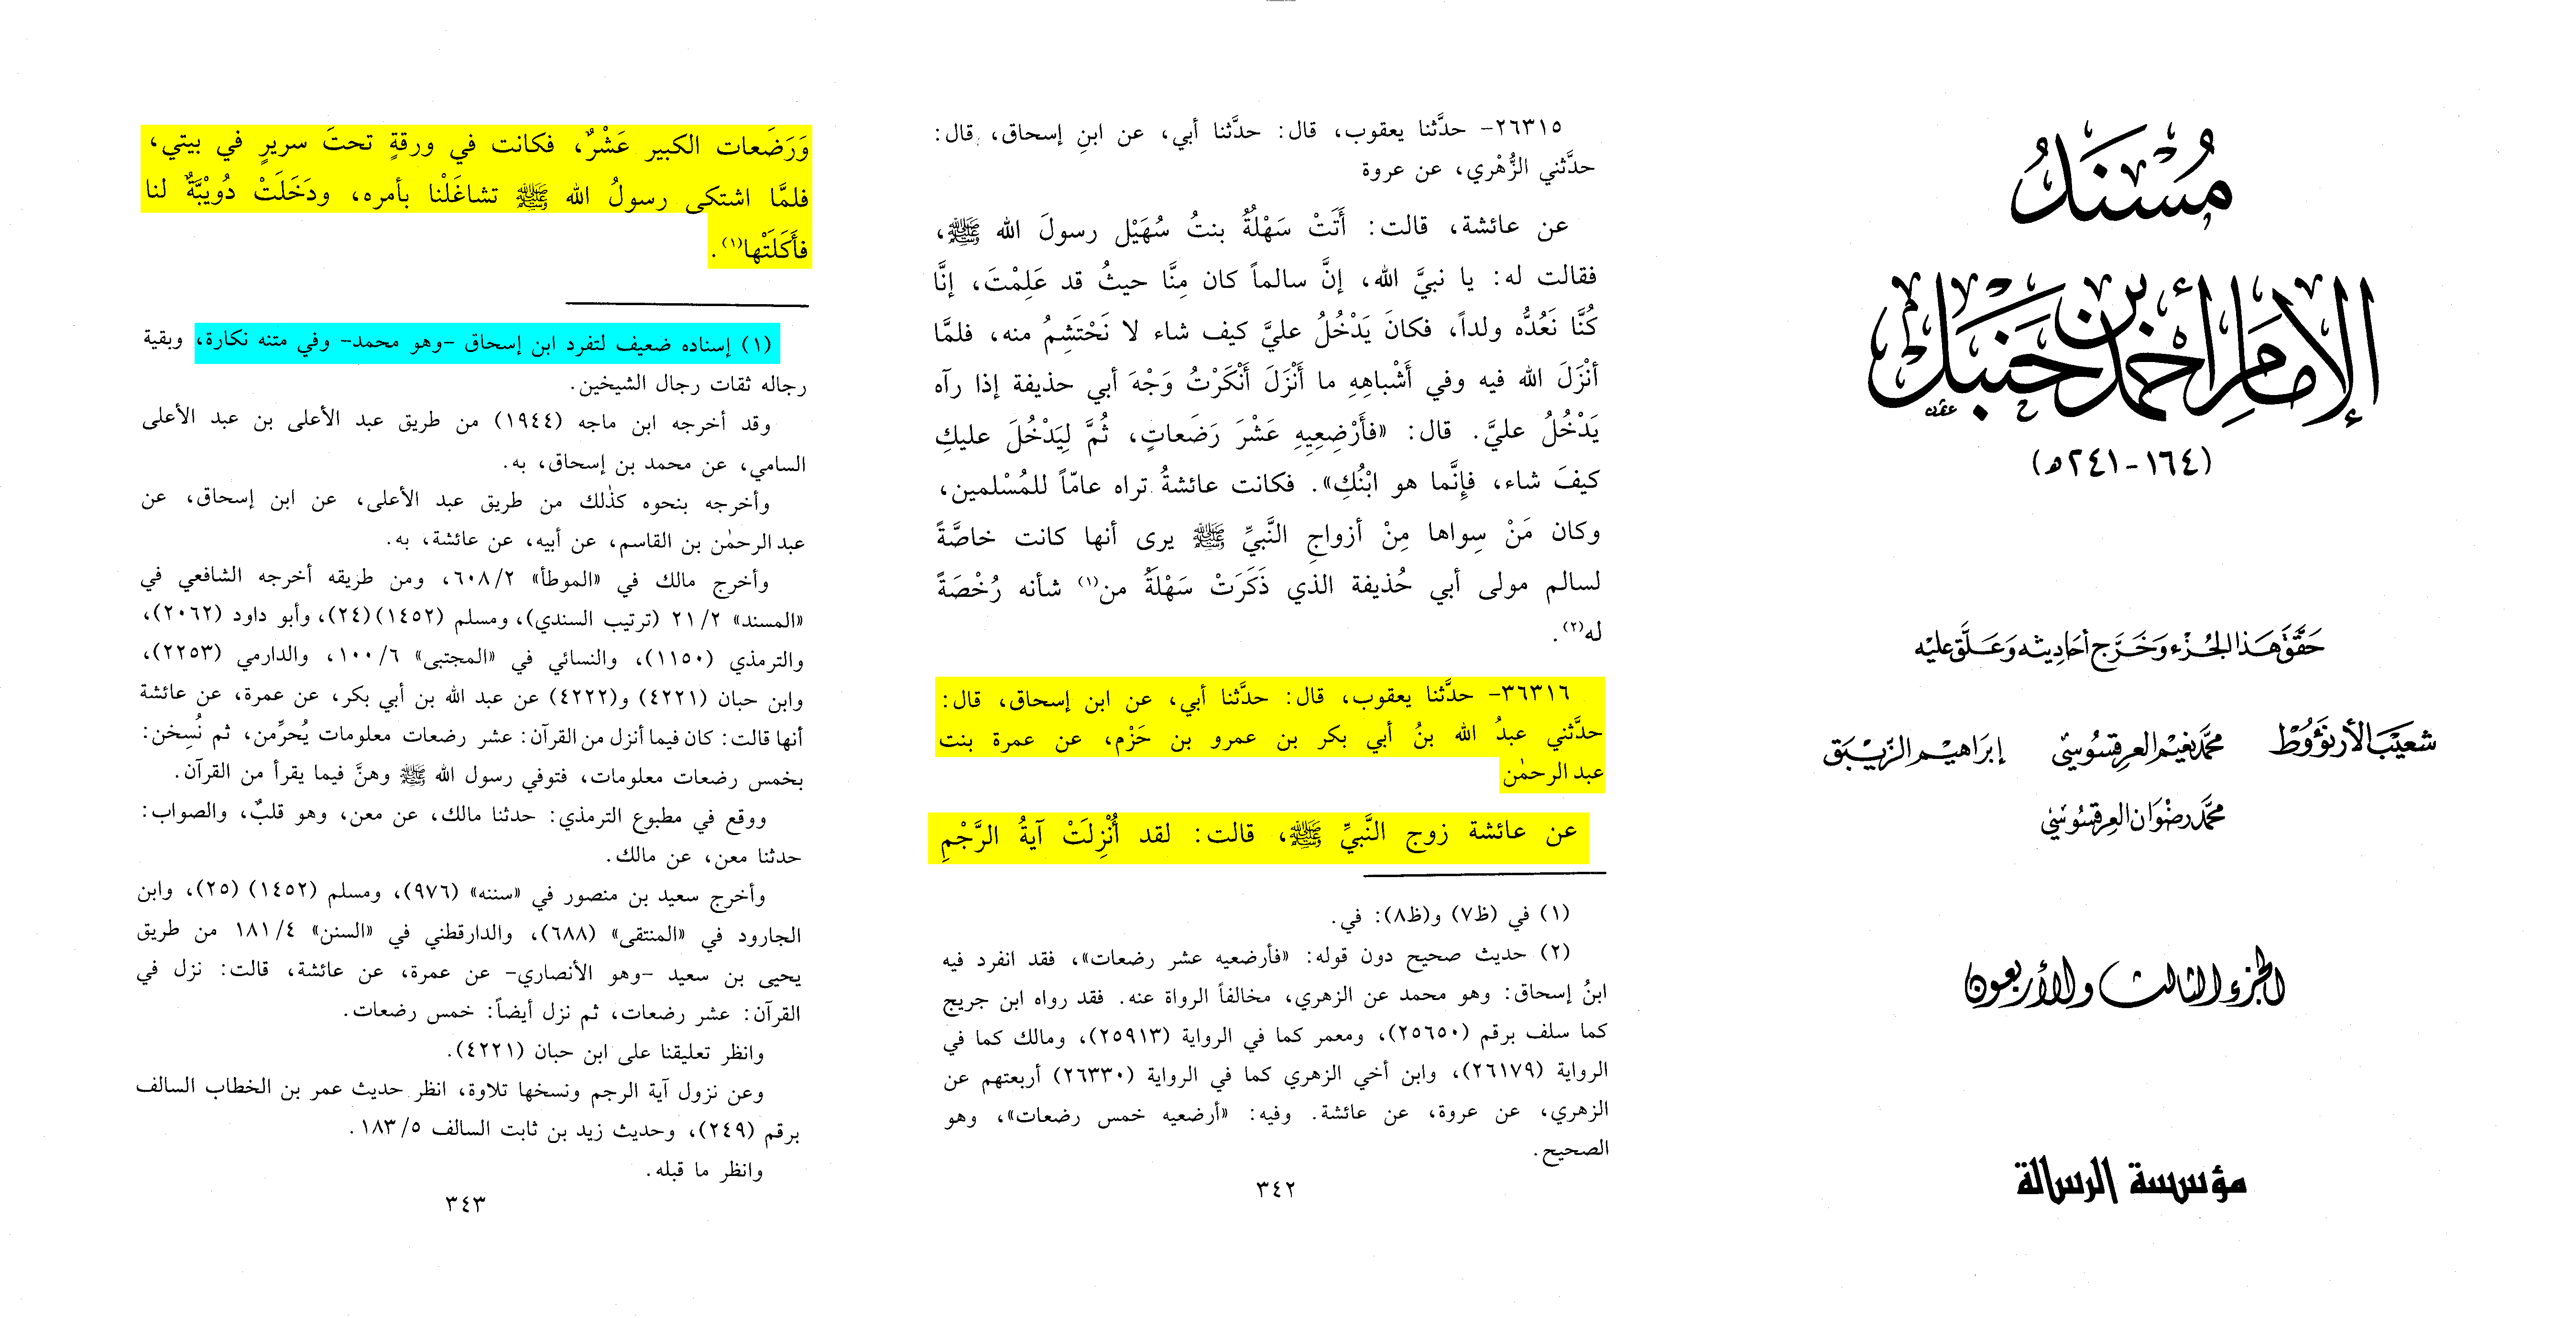 مسند
الإمام أحمد بن حنبل
(١٦٤-٢٤١ھ)
حقق هذا الجزء وخرج أحاديثه وعلق عليه
شعيب الأرنؤوط محمد نعيم العرقسوسي إبراهيم الزيبق
محمد رضوان العرقسوسي
الجزء الثالث والأربعون
مؤسسة الرسالة
٢٦٣١٥- حدَّثنا يعقوب، قال: حدَّثنا أبي، عن ابنِ إسحاق، قال:
حدَّثني الزُّهْري، عن عروة
عن عائشة، قالت: أَتَتْ سَهْلَةُ بنتُ سُهَيْل رسولَ الله ﷺ،
فقالت له: يا نبيَّ الله، إنَّ سالماً كان مِنَّا حيثُ قد عَلِمْتَ، إنَّا
كُنَّا نَعُدُّه ولداً، فكانَ يَدْخُلُ عليَّ كيف شاء لا نَحْتَشِمُ منه، فلمَّا
أنْزَلَ الله فيه وفي أَشْباهِهِ ما أَنْزَلَ أَنْكَرْتُ وَجْهَ أبي حذيفة إذا رآه
يَدْخُلُ عليَّ. قال: «فأَرْضِعِيهِ عَشْرَ رَضَعاتٍ، ثُمَّ لِيَدْخُلَ عليكِ
كيفَ شاء، فإنَّما هو ابْنُكِ». فكانت عائشةُ تراه عامّاً للمُسْلمين،
وكان مَنْ سِواها مِنْ أزواجِ النَّبيِّ ﷺ يرى أنها كانت خاصَّةً
لسالم مولى أبي حُذيفة الذي ذَكَرَتْ سَهْلَةُ من(١) شأنه رُخْصَةً
له(٢).
٣٦٣١٦- حدَّثنا يعقوب، قال: حدَّثنا أبي، عن ابن إسحاق، قال:
حدَّثني عبدُ الله بنُ أبي بكر بن عمرو بن حَزْم، عن عمرة بنت
عبد الرحمٰن
عن عائشة زوج النَّبيِّ ﷺ، قالت: لقد أُنْزِلَتْ آيةُ الرَّجْمِ
(١) في (ظ٧) و(ظ٨): في.
(٢) حديث صحيح دون قوله: «فأرضعيه عشر رضعات»، فقد انفرد فيه
ابنُ إسحاق: وهو محمد عن الزهري، مخالفاً الرواة عنه. فقد رواه ابن جريج
كما سلف برقم (٢٥٦٥٠)، ومعمر كما في الرواية (٢٥٩١٣)، ومالك كما في
الرواية (٢٦١٧٩)، وابن أخي الزهري كما في الرواية (٢٦٣٣٠) أربعتهم عن
الزهري، عن عروة، عن عائشة. وفيه: «أرضعيه خمس رضعات»، وهو
الصحيح.
٣٤٢
وَرَضَعات الكبير عَشْرٌ، فكانت في ورقةٍ تحتَ سريرٍ في بيتي،
فلمَّا اشتكى رسولُ الله ﷺ تشاغَلْنا بأمره، ودَخَلَتْ دُويْبَّةٌ لنا
فأَكَلَتْها(١).
(١) إسناده ضعيف لتفرد ابن إسحاق -وهو محمد- وفي متنه نكارة، وبقية
رجاله ثقات رجال الشيخين.
وقد أخرجه ابن ماجه (١٩٤٤) من طريق عبد الأعلى بن عبد الأعلى
السامي، عن محمد بن إسحاق، به.
وأخرجه بنحوه كذٰلك من طريق عبد الأعلى، عن ابن إسحاق، عن
عبد الرحمٰن بن القاسم، عن أبيه، عن عائشة، به.
وأخرج مالك في «الموطأ» ٦٠٨/٢، ومن طريقه أخرجه الشافعي في
«المسند» ٢١/٢ (ترتيب السندي)، ومسلم (١٤٥٢)(٢٤)، وأبو داود (٢٠٦٢)،
والترمذي (١١٥٠)، والنسائي في «المجتبى» ١٠٠/٦، والدارمي (٢٢٥٣)،
وابن حبان (٤٢٢١) و(٤٢٢٢) عن عبد الله بن أبي بكر، عن عمرة، عن عائشة
أنها قالت: كان فيما أنزل من القرآن: عشر رضعات معلومات يُحرِّمن، ثم نُسِخن:
بخمس رضعات معلومات، فتوفي رسول الله ﷺ وهنَّ فيما يقرأ من القرآن.
ووقع في مطبوع الترمذي: حدثنا مالك، عن معن، وهو قلبٌ، والصواب:
حدثنا معن، عن مالك.
وأخرج سعيد بن منصور في «سننه» (٩٧٦)، ومسلم (١٤٥٢) (٢٥)، وابن
الجارود في «المنتقى» (٦٨٨)، والدارقطني في «السنن» ١٨١/٤ من طريق
يحيى بن سعيد -وهو الأنصاري- عن عمرة، عن عائشة، قالت: نزل في
القرآن: عشر رضعات، ثم نزل أيضاً: خمس رضعات.
وانظر تعليقنا على ابن حبان (٤٢٢١).
وعن نزول آية الرجم ونسخها تلاوة، انظر حديث عمر بن الخطاب السالف
برقم (٢٤٩)، وحديث زيد بن ثابت السالف ١٨٣/٥.
وانظر ما قبله.
٣٤٣